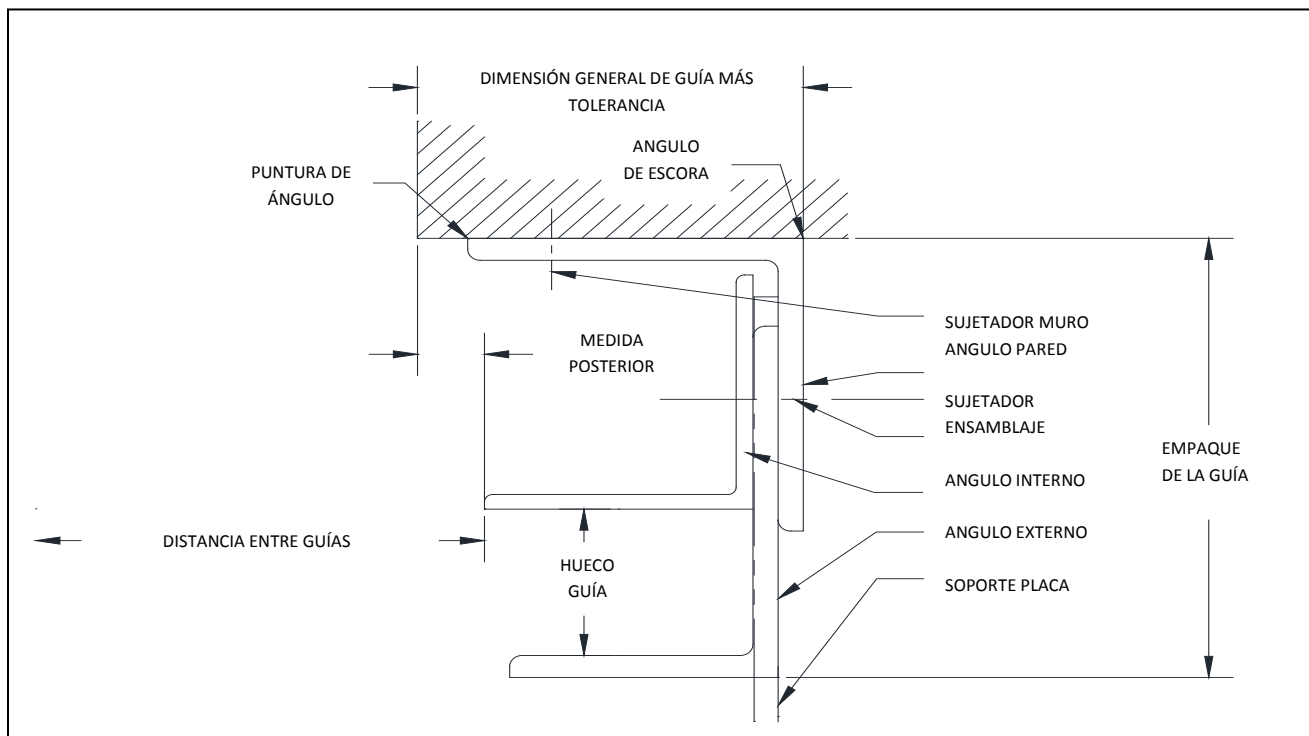 DIMENSIÓN GENERAL DE GUÍA MÁS
TOLERANCIA
PUNTURA DE
ÁNGULO
ANGULO
DE ESCORA
MEDIDA
POSTERIOR
SUJETADOR MURO
ANGULO PARED
SUJETADOR
ENSAMBLAJE
EMPAQUE
DE LA GUÍA
ANGULO INTERNO
DISTANCIA ENTRE GUÍAS
HUECO
GUÍA
ANGULO EXTERNO
SOPORTE PLACA